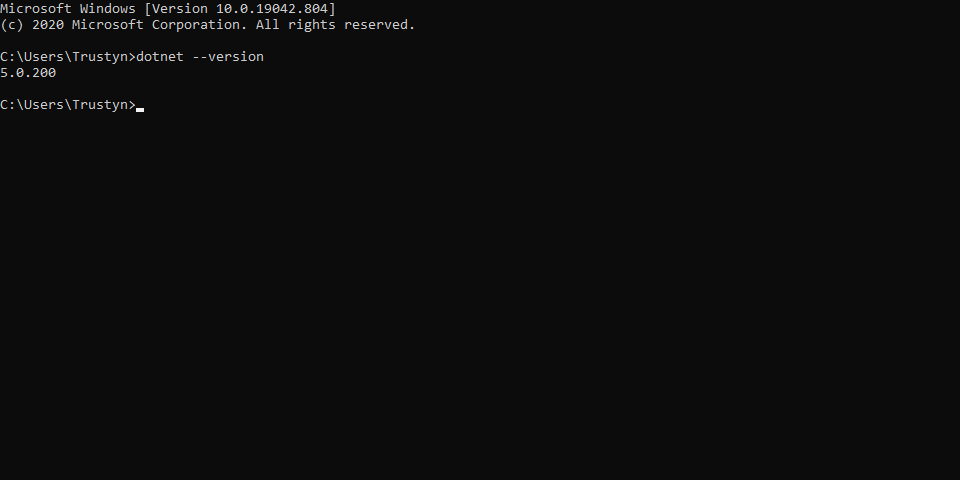 Microsoft Windows [Version 10.0.19042.804]
(c) 2020 Microsoft Corporation. All rights reserved.
C:\Users\Trustyn>dotnet --version
5.0.200
C:\Users\Trustyn>